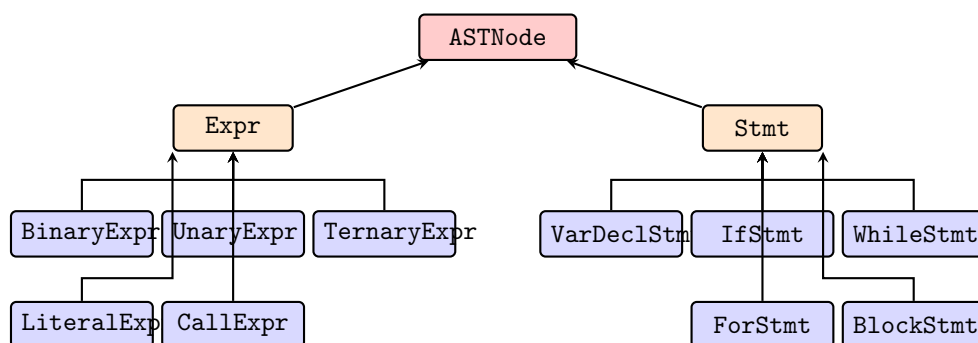 ASTNode
Expr
Stmt
BinaryExpr
UnaryExpr
TernaryExpr
VarDeclStm
IfStmt
WhileStmt
LiteralExp
CallExpr
ForStmt
BlockStmt